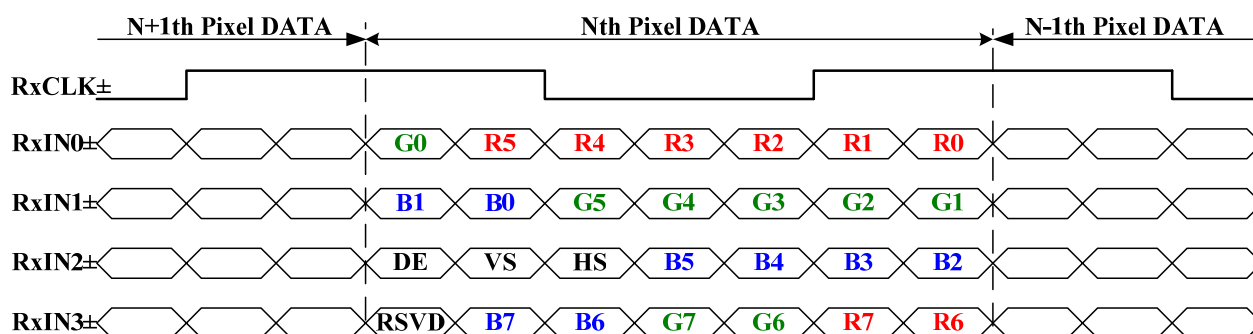 N+1th Pixel DATA Nth Pixel DATA N-1th Pixel DATA
RxCLK±
RxIN0± G0 R5 R4 R3 R2 R1 R0
RxIN1± B1 B0 G5 G4 G3 G2 G1
RxIN2± DE VS HS B5 B4 B3 B2
RxIN3± RSVD B7 B6 G7 G6 R7 R6